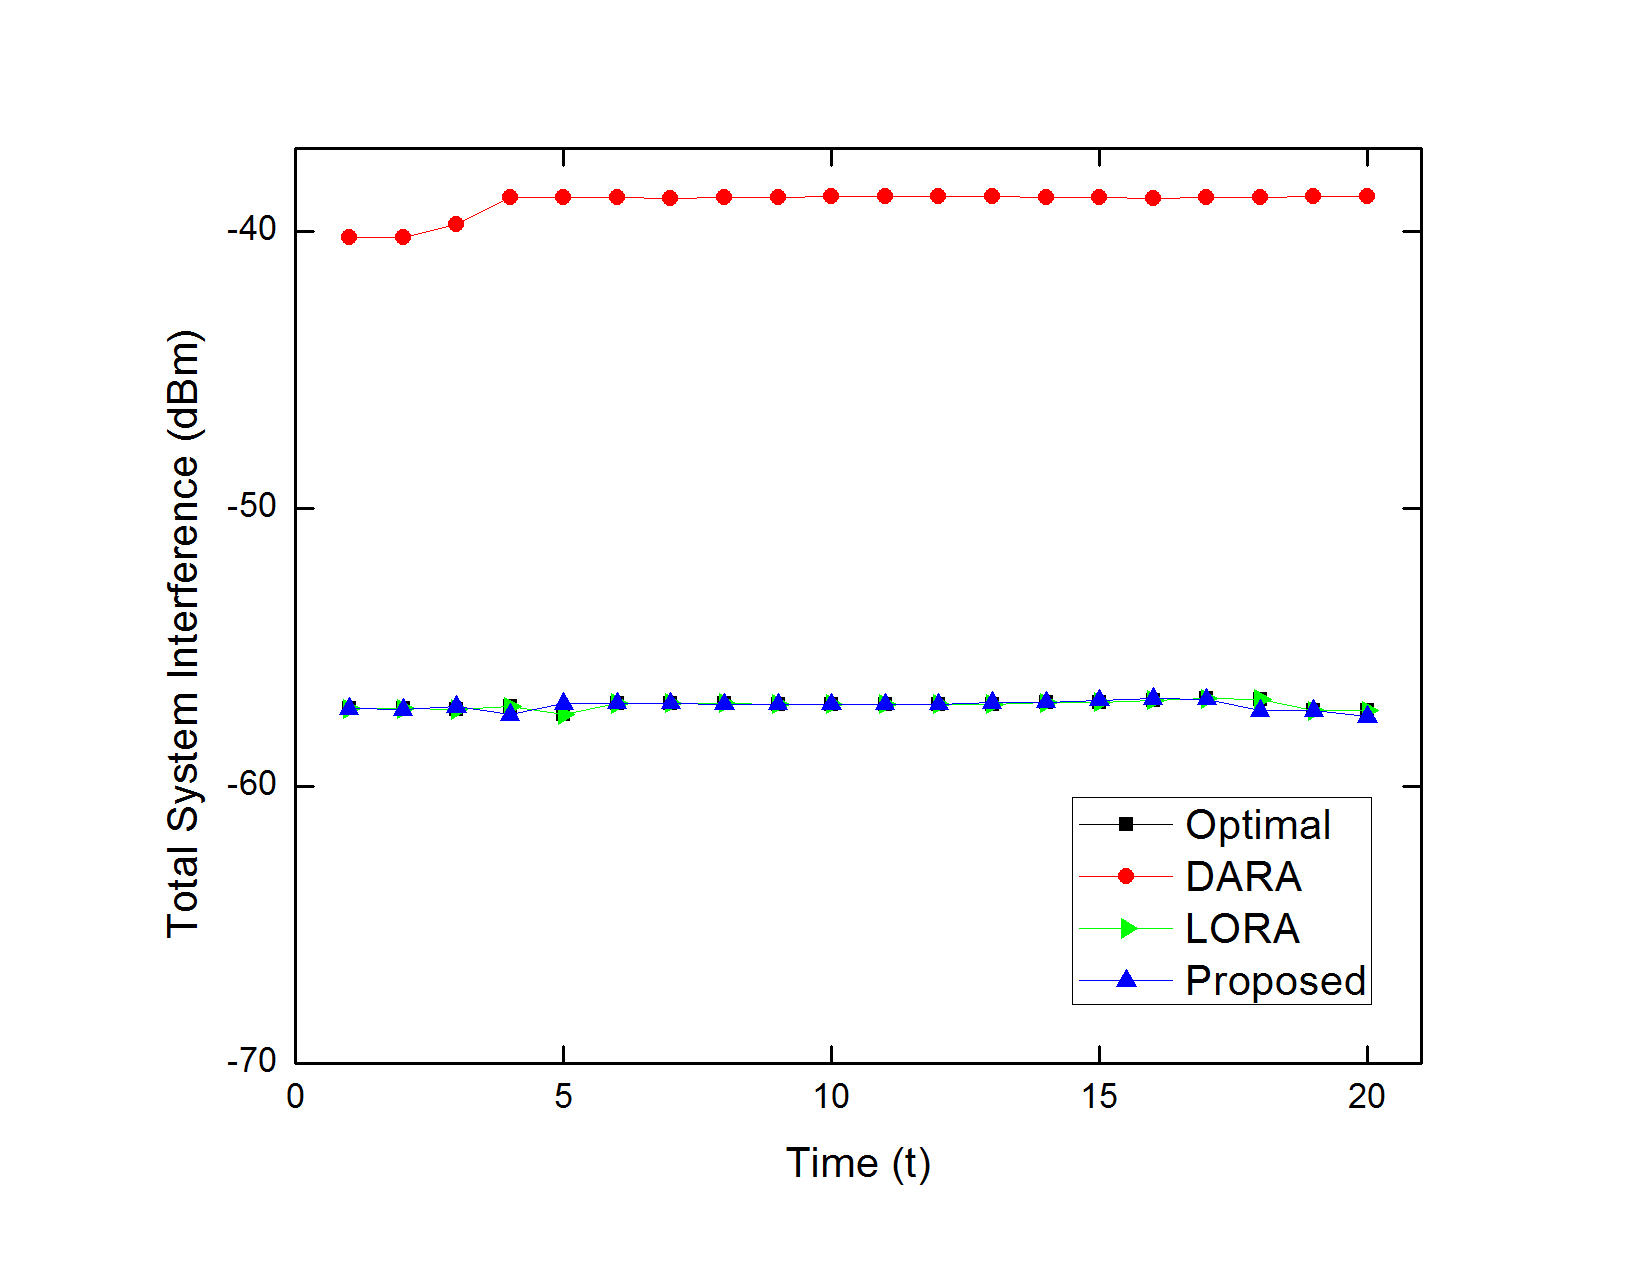 Total System Interference (dBm)
-40
-50
-60
-70
0 5 10 15 20
Time (t)
Optimal
DARA
LORA
Proposed